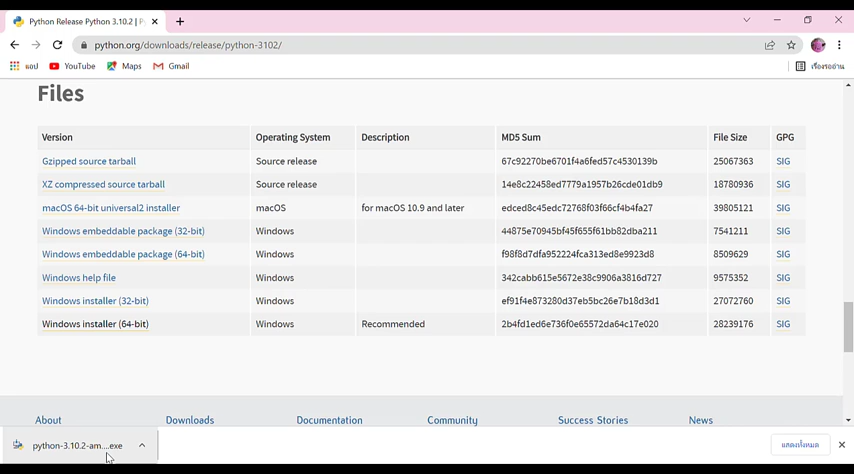 Python Release Python 3.10.2 | Py
python.org/downloads/release/python-3102/
แอป YouTube Maps Gmail เรื่องรออ่าน
Files
Version Operating System Description MD5 Sum File Size GPG
Gzipped source tarball Source release 67c92270be6701f4a6fed57c4530139b 25067363 SIG
XZ compressed source tarball Source release 14e8c22458ed7779a1957b26cde01db9 18780936 SIG
macOS 64-bit universal2 installer macOS for macOS 10.9 and later edced8c45edc72768f03f66cf4b4fa27 39805121 SIG
Windows embeddable package (32-bit) Windows 44875e70945bf45f655f61bb82dba211 7541211 SIG
Windows embeddable package (64-bit) Windows f98f8d7dfa952224fca313ed8e9923d8 8509629 SIG
Windows help file Windows 342cabb615e5672e38c9906a3816d727 9575352 SIG
Windows installer (32-bit) Windows ef91f4e873280d37eb5bc26e7b18d3d1 27072760 SIG
Windows installer (64-bit) Windows Recommended 2b4fd1ed6e736f0e65572da64c17e020 28239176 SIG
About Downloads Documentation Community Success Stories News
python-3.10.2-am....exe แสดงทั้งหมด